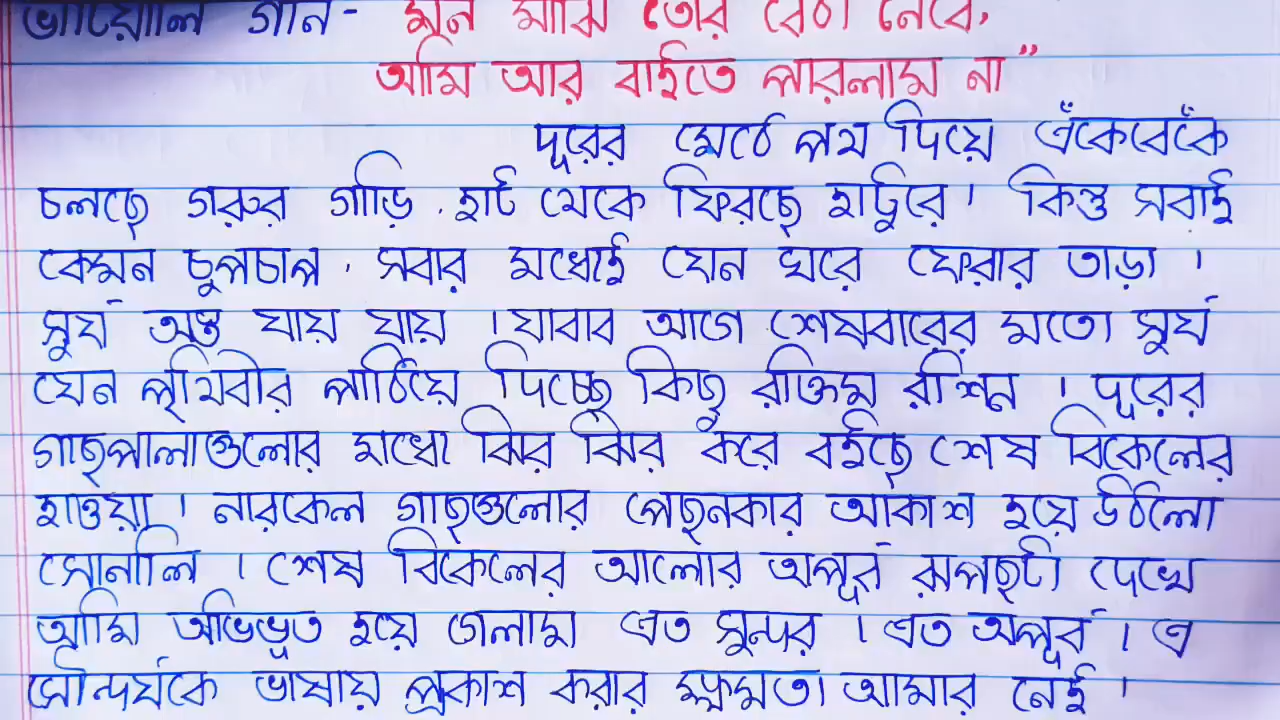 ভাটিয়ালি গান- মন মাঝি তোর বৈঠা নেরে,
আমি আর বাইতে পারলাম না"
দূরের মেঠো পথ দিয়ে এঁকেবেঁকে
চলছে গরুর গাড়ি, হাট থেকে ফিরছে হাটুরে। কিন্তু সবাই
কেমন চুপচাপ, সবার মধ্যেই যেন ঘরে ফেরার তাড়া।
সূর্য অস্ত যায় যায়। যাবার আগে শেষবারের মতো সূর্য
যেন পৃথিবীর পাঠিয়ে দিচ্ছে কিছু রক্তিম রশ্মি। দূরের
গাছপালাগুলোর মধ্যে ঝির ঝির করে বইছে শেষ বিকেলের
হাওয়া। নারকেল গাছগুলোর পেছনকার আকাশ হয়ে উঠলো
সোনালি। শেষ বিকেলের আলোর অপূর্ব রূপছটা দেখে
আমি অভিভূত হয়ে গেলাম এত সুন্দর। এত অপূর্ব। এ
সৌন্দর্যকে ভাষায় প্রকাশ করার ক্ষমতা আমার নেই।